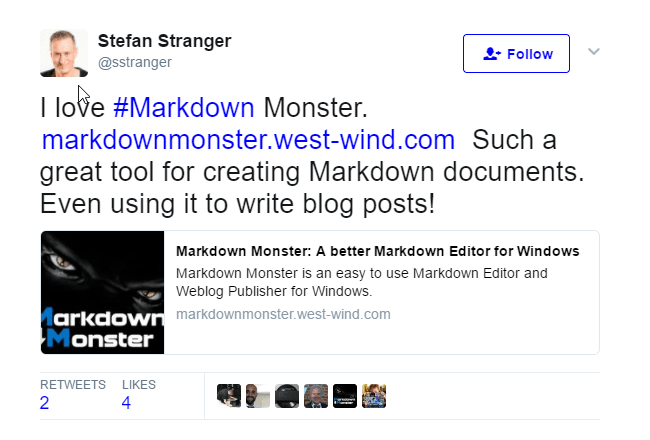 Stefan Stranger
@sstranger
Follow
I love #Markdown Monster.
markdownmonster.west-wind.com Such a
great tool for creating Markdown documents.
Even using it to write blog posts!
Markdown Monster: A better Markdown Editor for Windows
Markdown Monster is an easy to use Markdown Editor and
Weblog Publisher for Windows.
markdownmonster.west-wind.com
Markdown
Monster
RETWEETS LIKES
2 4